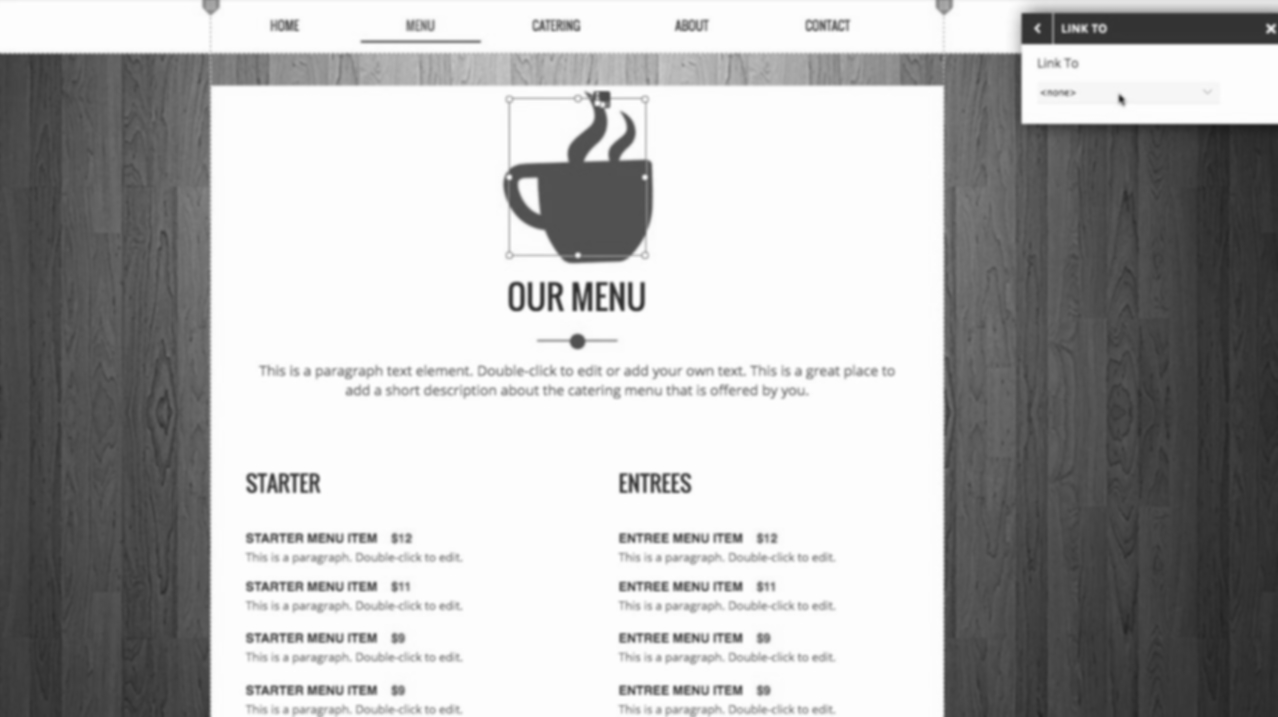 HOME MENU CATERING ABOUT CONTACT
LINK TO
Link To
<none>
OUR MENU
This is a paragraph text element. Double-click to edit or add your own text. This is a great place to
add a short description about the catering menu that is offered by you.
STARTER
STARTER MENU ITEM $12
This is a paragraph. Double-click to edit.
STARTER MENU ITEM $11
This is a paragraph. Double-click to edit.
STARTER MENU ITEM $9
This is a paragraph. Double-click to edit.
STARTER MENU ITEM $9
This is a paragraph. Double-click to edit.
ENTREES
ENTREE MENU ITEM $12
This is a paragraph. Double-click to edit.
ENTREE MENU ITEM $11
This is a paragraph. Double-click to edit.
ENTREE MENU ITEM $9
This is a paragraph. Double-click to edit.
ENTREE MENU ITEM $9
This is a paragraph. Double-click to edit.